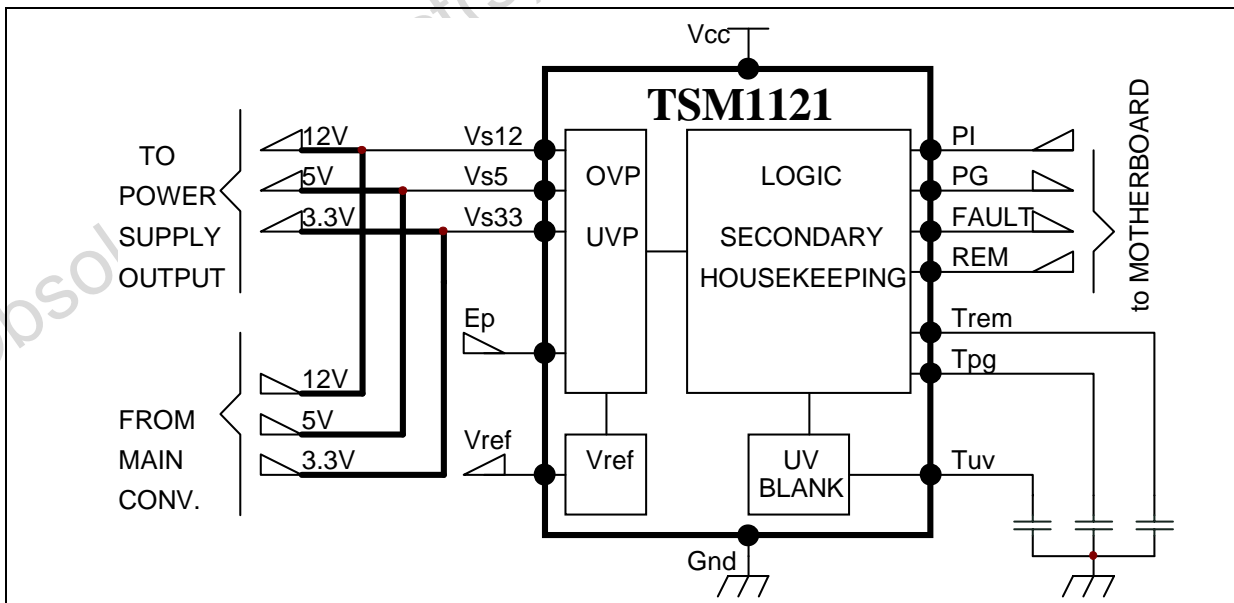 Vcc
TSM1121
TO
POWER
SUPPLY
OUTPUT
12V
5V
3.3V
Vs12
Vs5
Vs33
OVP
UVP
LOGIC
SECONDARY
HOUSEKEEPING
PI
PG
FAULT
REM
to MOTHERBOARD
Ep
Trem
Tpg
FROM
MAIN
CONV.
12V
5V
3.3V
Vref
Vref
UV
BLANK
Tuv
Gnd